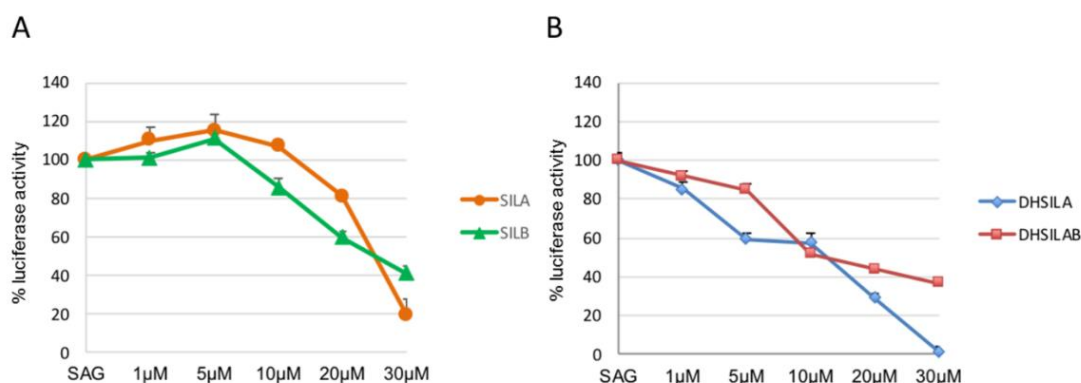 A
% luciferase activity
140
120
100
80
60
40
20
0
SAG 1µM 5µM 10µM 20µM 30µM
SILA
SILB
B
% luciferase activity
140
120
100
80
60
40
20
0
SAG 1µM 5µM 10µM 20µM 30µM
DHSILA
DHSILAB